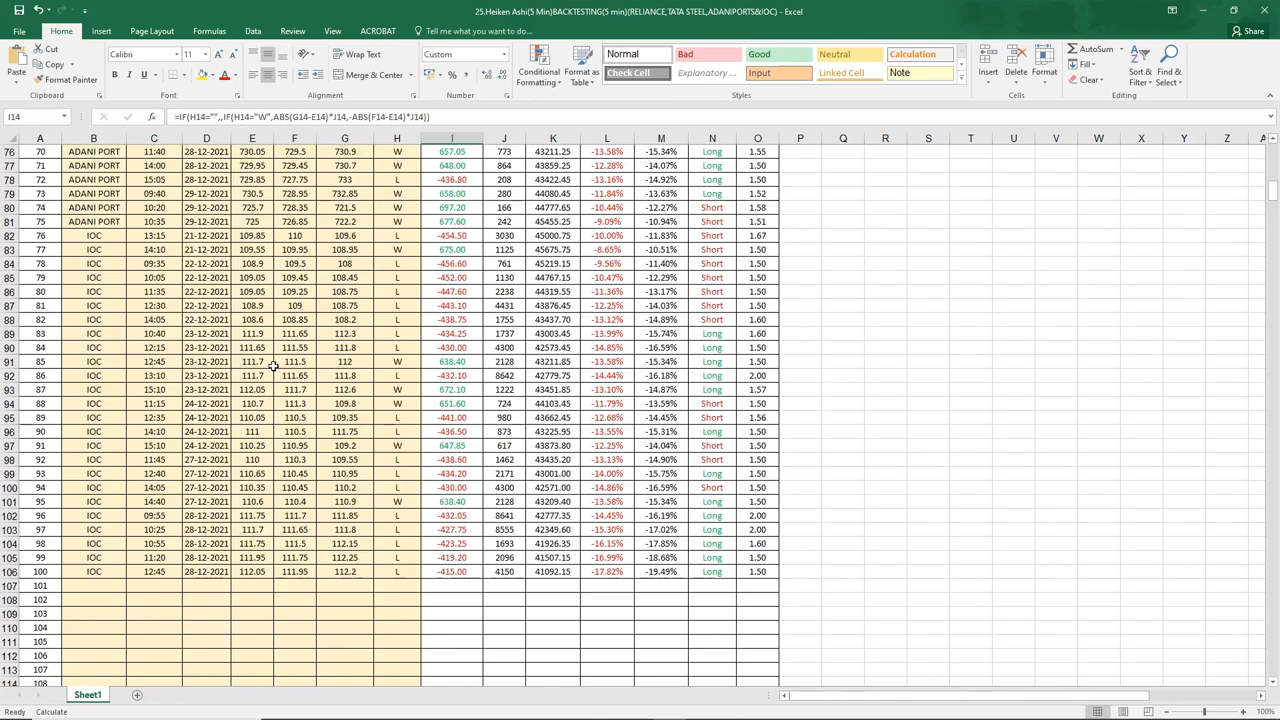 25.Heiken Ashi(5 Min)BACKTESTING(5 min)(RELIANCE,TATA STEEL,ADANIPORTS&IOC) - Excel
File Home Insert Page Layout Formulas Data Review View ACROBAT Tell me what you want to do... Share
Cut Calibri 11 Wrap Text Custom Normal Bad Good Neutral Calculation AutoSum
Copy Fill
Paste Format Painter B I U Merge & Center Conditional Formatting Format as Table Check Cell Explanatory ... Input Linked Cell Note Insert Delete Format Clear Sort & Filter Find & Select
Clipboard Font Alignment Number Styles Cells Editing
I14 =IF(H14="",,IF(H14="W",ABS(G14-E14)*J14,-ABS(F14-E14)*J14))
A B C D E F G H I J K L M N O P Q R S T U V W X Y Z
76 70 ADANI PORT 11:40 28-12-2021 730.05 729.5 730.9 W 657.05 773 43211.25 -13.58% -15.34% Long 1.55
77 71 ADANI PORT 14:00 28-12-2021 729.95 729.2 730.7 W 648.00 864 43859.25 -12.28% -14.07% Long 1.50
78 72 ADANI PORT 15:05 28-12-2021 729.85 727.75 733 L -436.80 208 43422.45 -13.16% -14.92% Long 1.50
79 73 ADANI PORT 09:40 29-12-2021 730.5 728.95 732.85 W 658.00 280 44080.45 -11.84% -13.63% Long 1.52
80 74 ADANI PORT 10:20 29-12-2021 725.7 728.35 721.5 W 697.20 166 44777.65 -10.44% -12.27% Short 1.58
81 75 ADANI PORT 10:35 29-12-2021 725 726.85 722.2 W 677.60 242 45455.25 -9.09% -10.94% Short 1.51
82 76 IOC 13:15 21-12-2021 109.85 110 109.6 L -454.50 3030 45000.75 -10.00% -11.83% Short 1.67
83 77 IOC 14:10 21-12-2021 109.55 109.95 108.95 W 675.00 1125 45675.75 -8.65% -10.51% Short 1.50
84 78 IOC 09:35 22-12-2021 108.9 109.5 108 L -456.60 761 45219.15 -9.56% -11.40% Short 1.50
85 79 IOC 10:05 22-12-2021 109.05 109.45 108.45 L -452.00 1130 44767.15 -10.47% -12.29% Short 1.50
86 80 IOC 11:35 22-12-2021 109.05 109.25 108.75 L -447.60 2238 44319.55 -11.36% -13.17% Short 1.50
87 81 IOC 12:30 22-12-2021 108.9 109 108.75 L -443.10 4431 43876.45 -12.25% -14.03% Short 1.50
88 82 IOC 14:05 22-12-2021 108.6 108.85 108.2 L -438.75 1755 43437.70 -13.12% -14.89% Short 1.60
89 83 IOC 10:40 23-12-2021 111.9 111.65 112.3 L -434.25 1737 43003.45 -13.99% -15.74% Long 1.60
90 84 IOC 12:15 23-12-2021 111.65 111.55 111.8 L -430.00 4300 42573.45 -14.85% -16.59% Long 1.50
91 85 IOC 12:45 23-12-2021 111.7 111.5 112 W 638.40 2128 43211.85 -13.58% -15.34% Long 1.50
92 86 IOC 13:10 23-12-2021 111.7 111.65 111.8 L -432.10 8642 42779.75 -14.44% -16.18% Long 2.00
93 87 IOC 15:10 23-12-2021 112.05 111.7 112.6 W 672.10 1222 43451.85 -13.10% -14.87% Long 1.57
94 88 IOC 11:15 24-12-2021 110.7 111.3 109.8 W 651.60 724 44103.45 -11.79% -13.59% Short 1.50
95 89 IOC 12:35 24-12-2021 110.05 110.5 109.35 L -441.00 980 43662.45 -12.68% -14.45% Short 1.56
96 90 IOC 15:10 24-12-2021 111 110.5 111.75 L -436.50 873 43225.95 -13.55% -15.31% Long 1.50
97 91 IOC 15:10 27-12-2021 110.25 110.95 109.2 W 647.85 617 43873.80 -12.25% -14.04% Short 1.50
98 92 IOC 11:45 27-12-2021 110 110.3 109.55 L -438.60 1462 43435.20 -13.13% -14.90% Short 1.50
99 93 IOC 12:40 27-12-2021 110.65 110.45 110.95 L -434.20 2171 43001.00 -14.00% -15.75% Long 1.50
100 94 IOC 14:05 27-12-2021 110.35 110.45 110.2 L -430.00 4300 42571.00 -14.86% -16.59% Short 1.50
101 95 IOC 14:40 27-12-2021 110.6 110.4 110.9 W 638.40 2128 43209.40 -13.58% -15.34% Long 1.50
102 96 IOC 09:55 28-12-2021 111.75 111.7 111.85 L -432.05 8641 42777.35 -14.45% -16.19% Long 2.00
103 97 IOC 10:25 28-12-2021 111.7 111.65 111.8 L -427.75 8555 42349.60 -15.30% -17.02% Long 2.00
104 98 IOC 10:55 28-12-2021 111.75 111.5 112.15 L -423.25 1693 41926.35 -16.15% -17.85% Long 1.60
105 99 IOC 11:20 28-12-2021 111.95 111.75 112.25 L -419.20 2096 41507.15 -16.99% -18.68% Long 1.50
106 100 IOC 12:45 28-12-2021 112.05 111.95 112.2 L -415.00 4150 41092.15 -17.82% -19.49% Long 1.50
107 101
108 102
109 103
110 104
111 105
112 106
113 107
114 108
Sheet1
Ready Calculate 100%